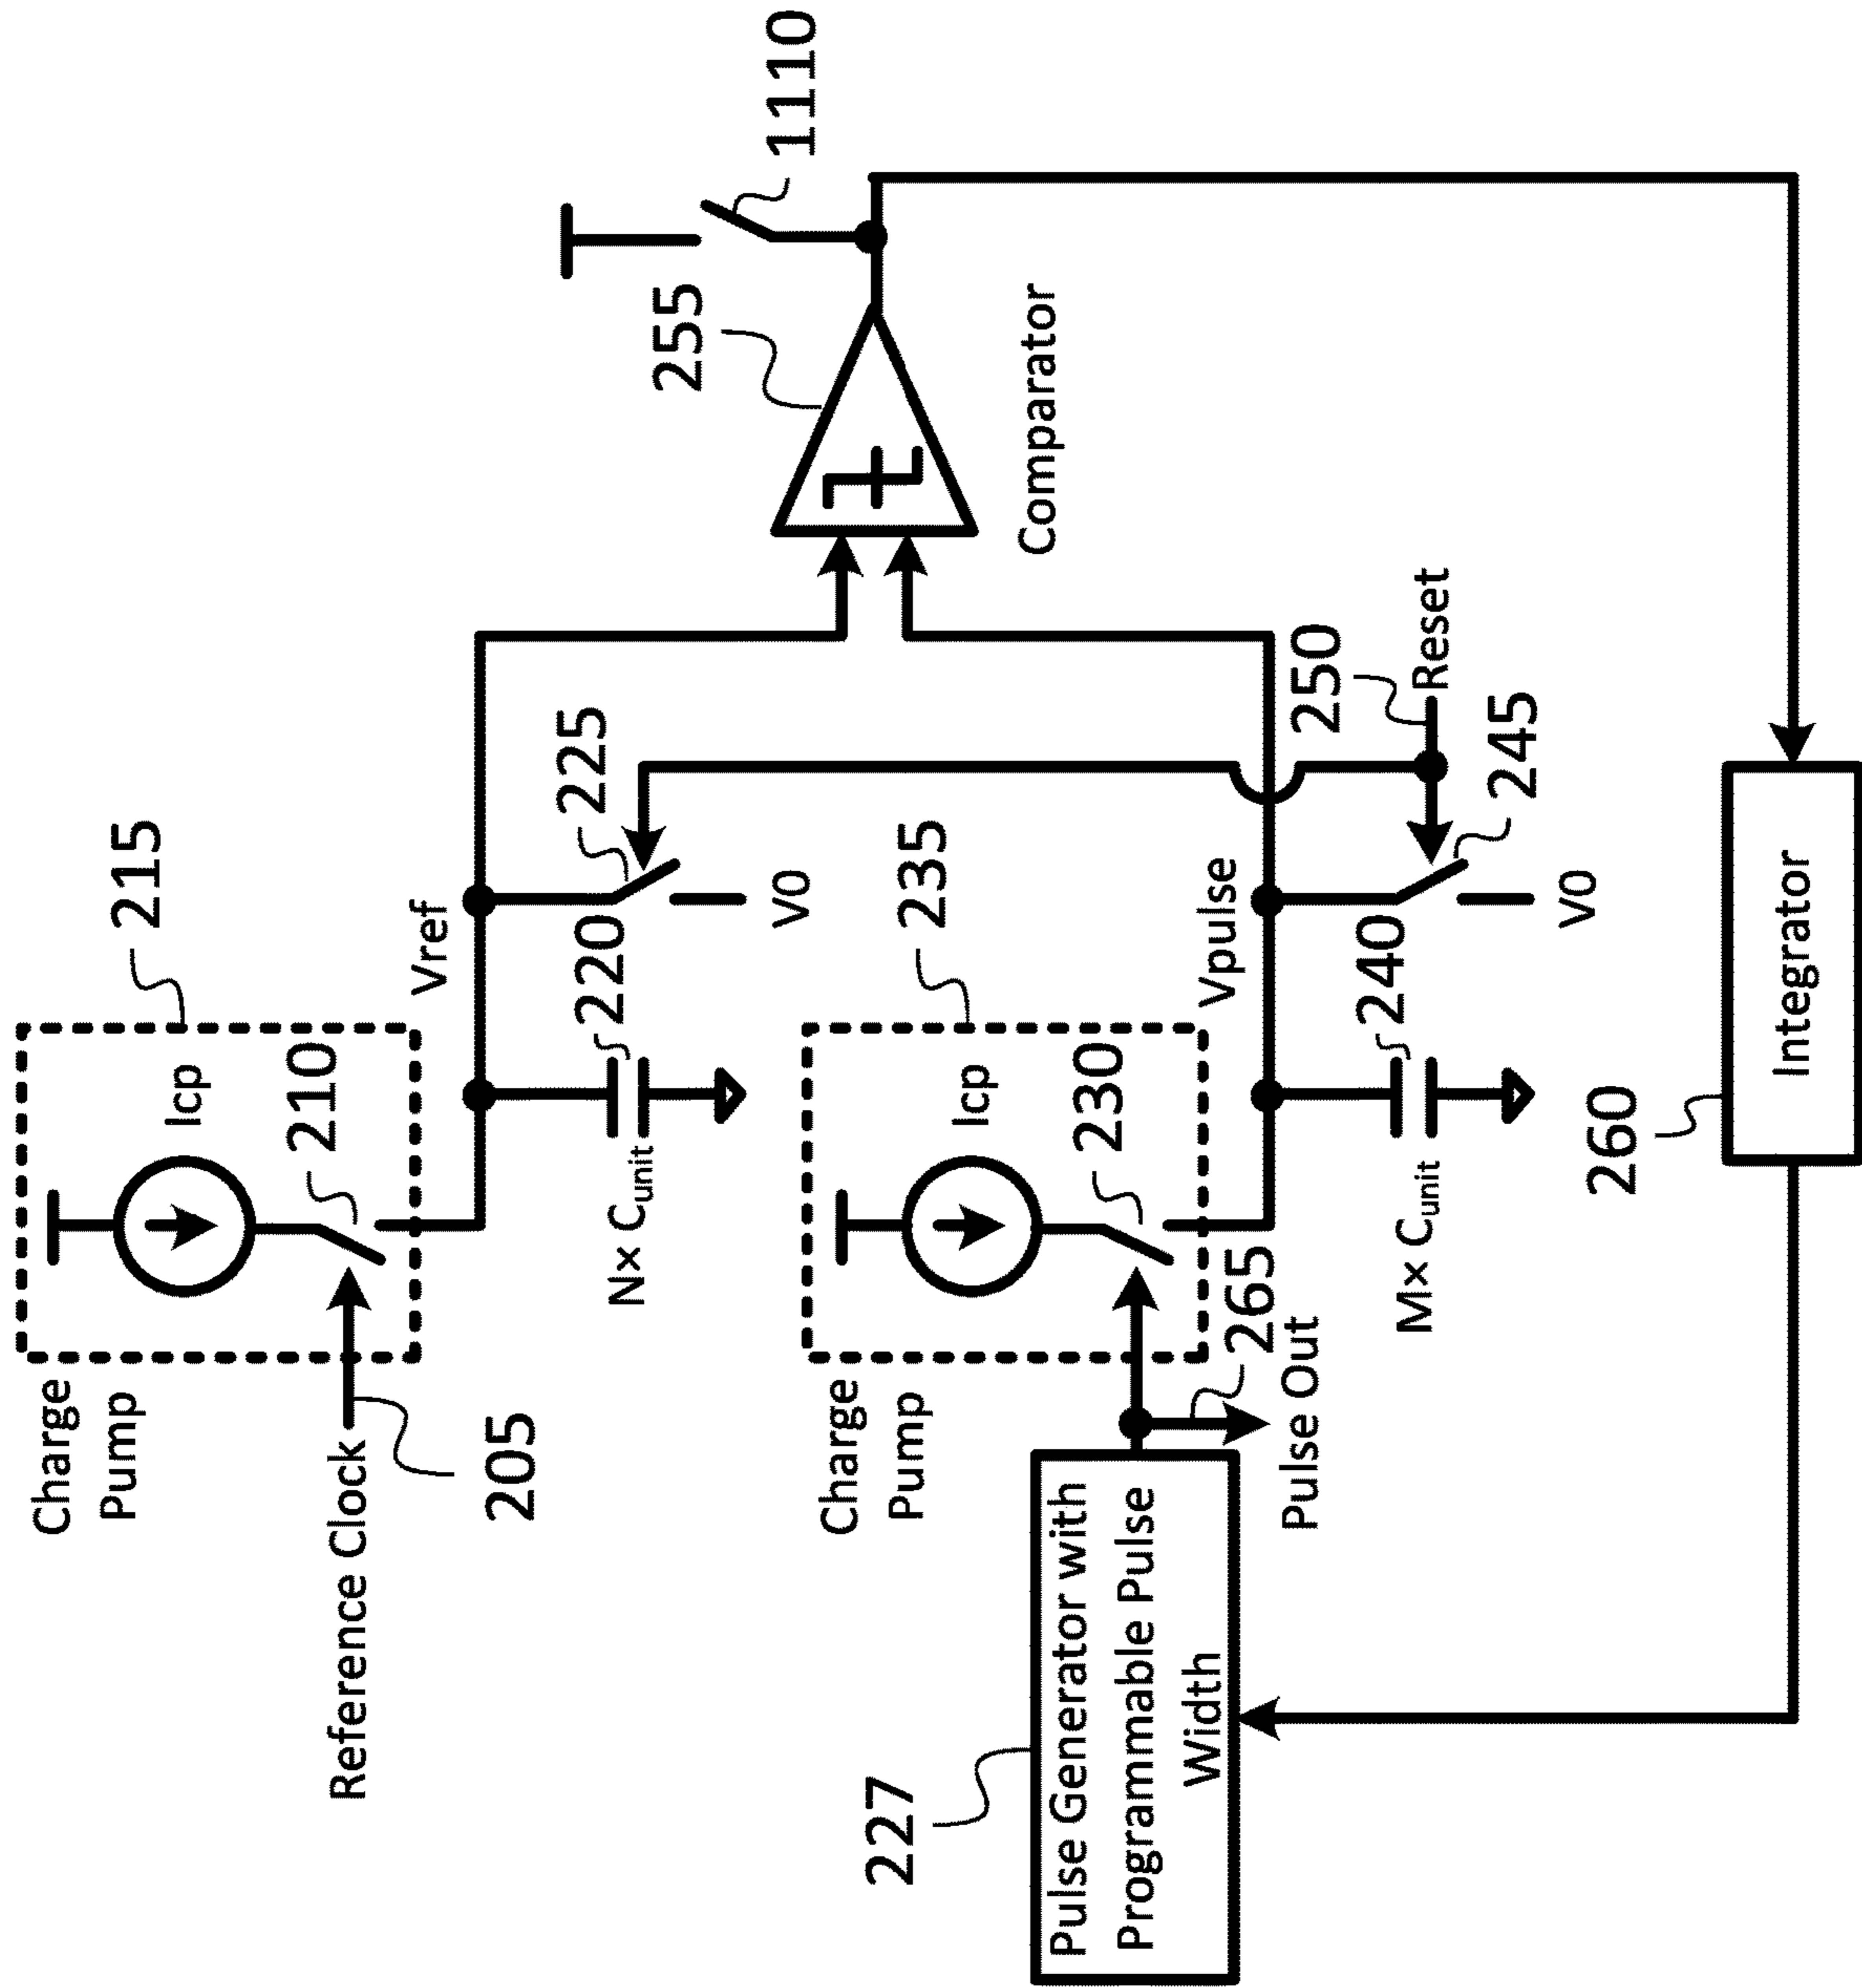 Charge
Pump
215
Icp
210
Reference Clock
205
Vref
N× Cunit
220
225
V0
Charge
Pump
235
Icp
230
227
Pulse Generator with
Programmable Pulse
Width
265
Pulse Out
Vpulse
M× Cunit
240
245
V0
250
Reset
255
Comparator
1110
260
Integrator